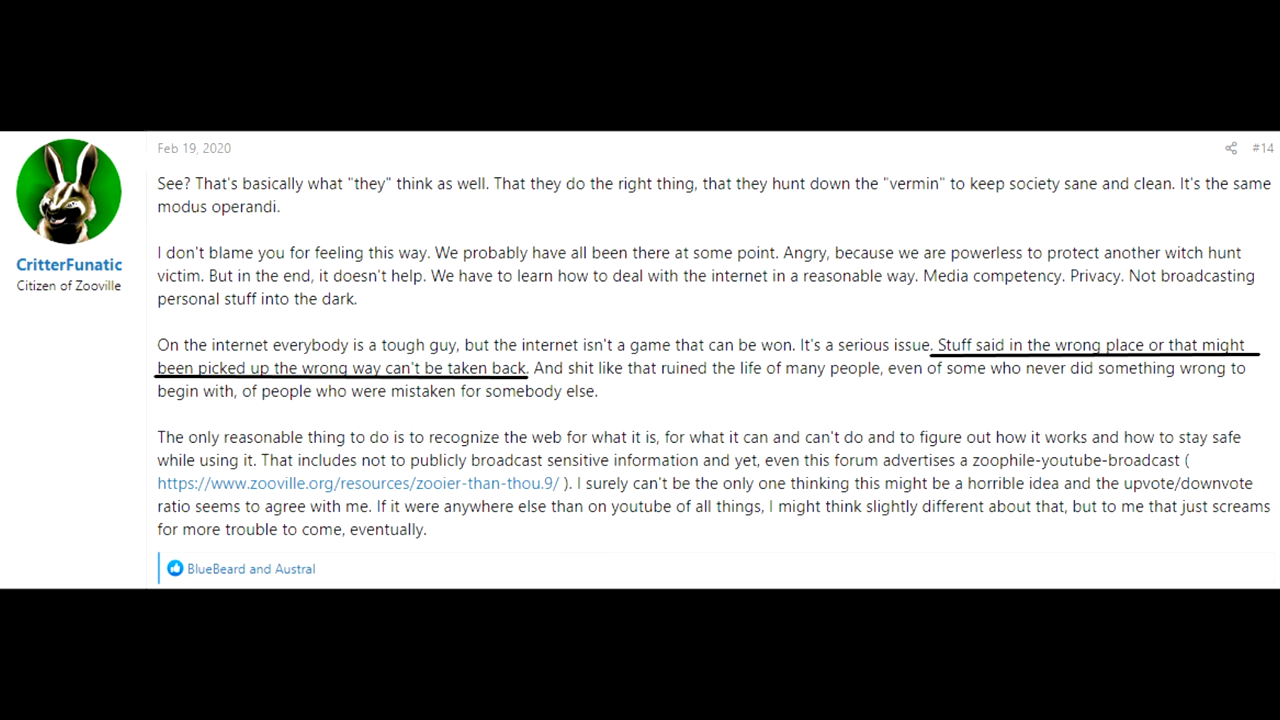 Feb 19, 2020
#14
See? That's basically what "they" think as well. That they do the right thing, that they hunt down the "vermin" to keep society sane and clean. It's the same
modus operandi.
CritterFunatic
Citizen of Zooville
I don't blame you for feeling this way. We probably have all been there at some point. Angry, because we are powerless to protect another witch hunt
victim. But in the end, it doesn't help. We have to learn how to deal with the internet in a reasonable way. Media competency. Privacy. Not broadcasting
personal stuff into the dark.
On the internet everybody is a tough guy, but the internet isn't a game that can be won. It's a serious issue. Stuff said in the wrong place or that might
been picked up the wrong way can't be taken back. And shit like that ruined the life of many people, even of some who never did something wrong to
begin with, of people who were mistaken for somebody else.
The only reasonable thing to do is to recognize the web for what it is, for what it can and can't do and to figure out how it works and how to stay safe
while using it. That includes not to publicly broadcast sensitive information and yet, even this forum advertises a zoophile-youtube-broadcast (
https://www.zooville.org/resources/zooier-than-thou.9/ ). I surely can't be the only one thinking this might be a horrible idea and the upvote/downvote
ratio seems to agree with me. If it were anywhere else than on youtube of all things, I might think slightly different about that, but to me that just screams
for more trouble to come, eventually.
BlueBeard and Austral